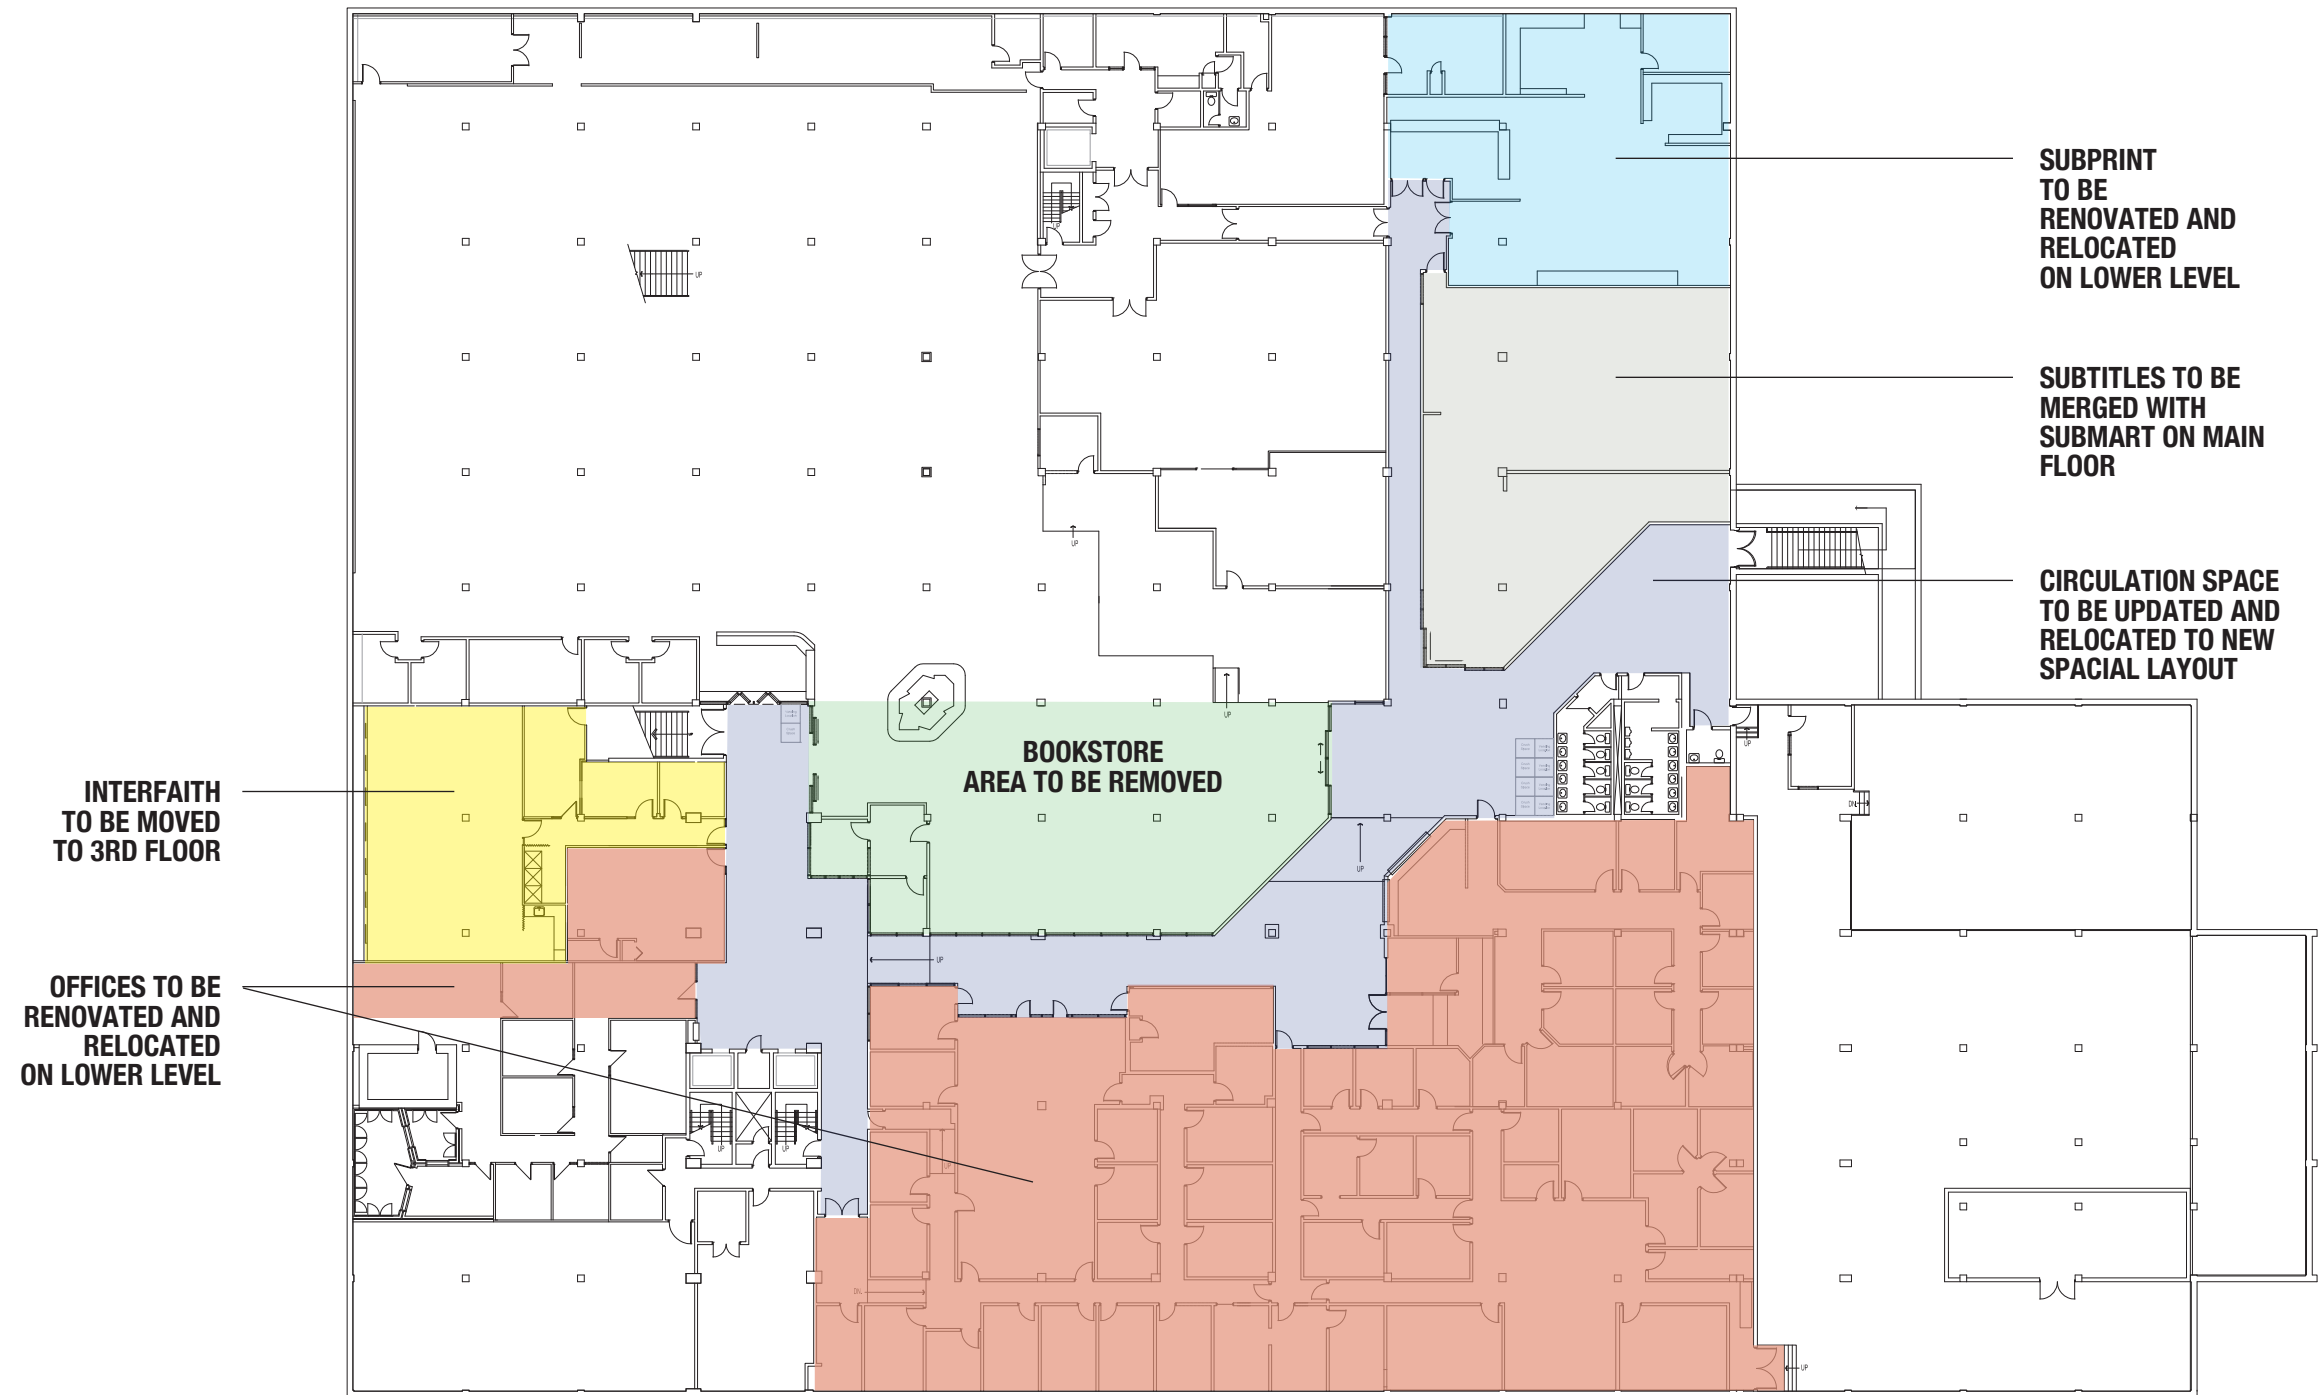 SUBPRINT
TO BE
RENOVATED AND
RELOCATED
ON LOWER LEVEL
UP
UP
SUBTITLES TO BE
MERGED WITH
SUBMART ON MAIN
FLOOR
UP
CIRCULATION SPACE
TO BE UPDATED AND
RELOCATED TO NEW
SPACIAL LAYOUT
UP
BOOKSTORE
AREA TO BE REMOVED
UP
INTERFAITH
TO BE MOVED
TO 3RD FLOOR
DN.
UP
UP
OFFICES TO BE
RENOVATED AND
RELOCATED
ON LOWER LEVEL
UP
UP
UP
DN.
UP